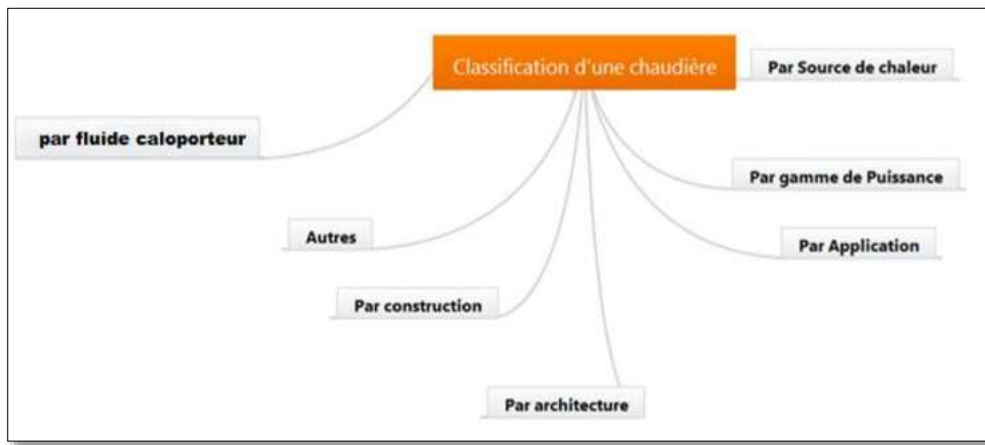 Classification d'une chaudière
Par Source de chaleur
par fluide caloporteur
Par gamme de Puissance
Autres
Par Application
Par construction
Par architecture